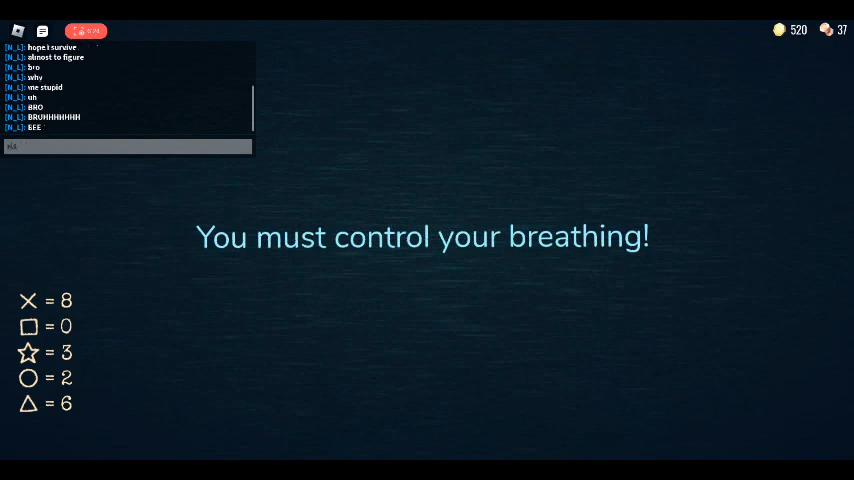 520
37
[N_L]: hope i survive
[N_L]: almost to figure
[N_L]: bro
[N_L]: why
[N_L]: me stupid
[N_L]: uh
[N_L]: BRO
[N_L]: BRUHHHHHHH
[N_L]: EEE
You must control your breathing!
= 8
= 0
= 3
= 2
= 6